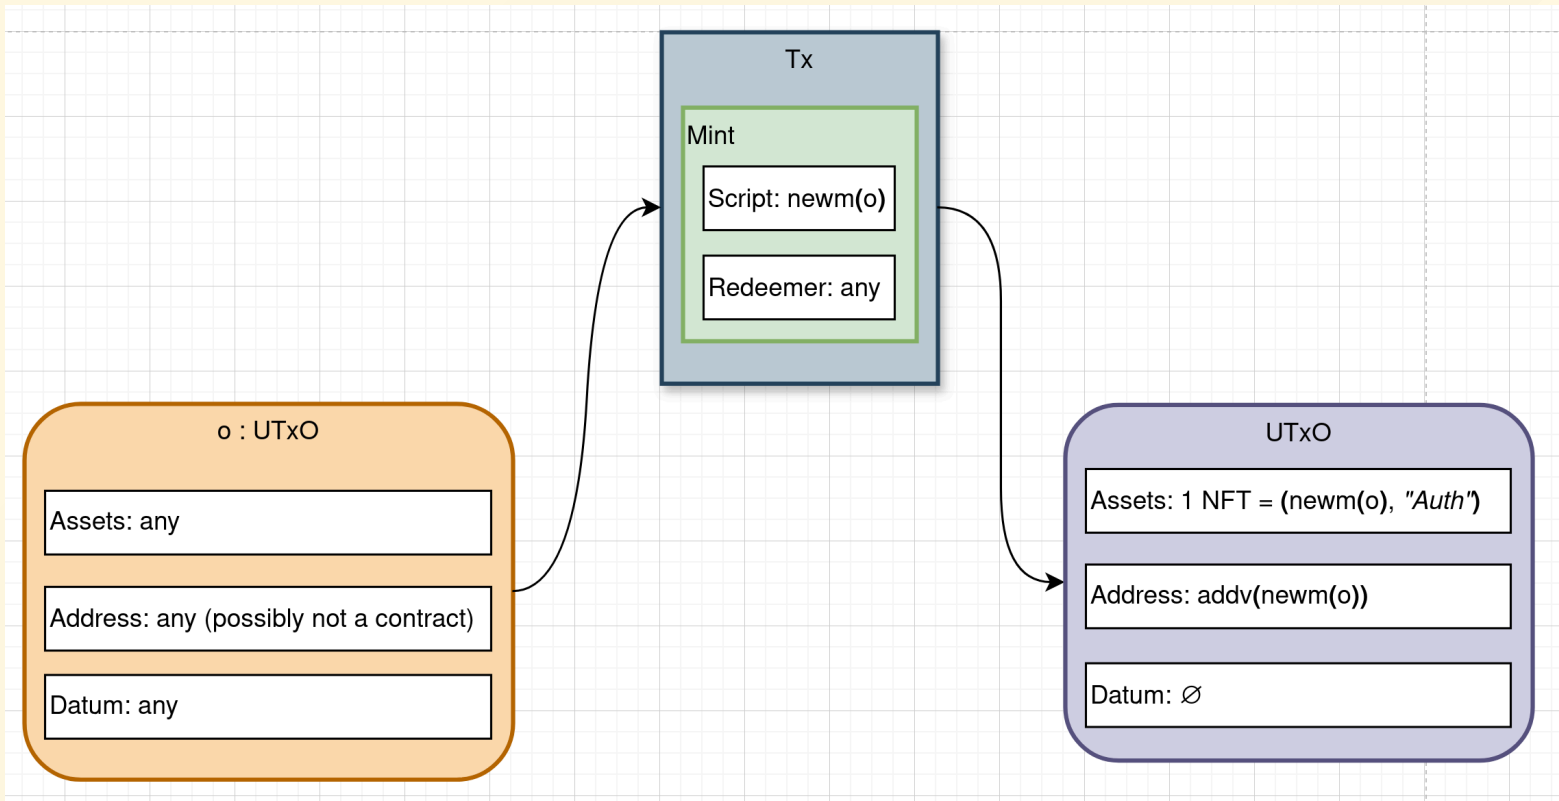 Tx
Mint
Script: newm(o)
Redeemer: any
o : UTxO
Assets: any
Address: any (possibly not a contract)
Datum: any
UTxO
Assets: 1 NFT = (newm(o), "Auth")
Address: addv(newm(o))
Datum: ∅